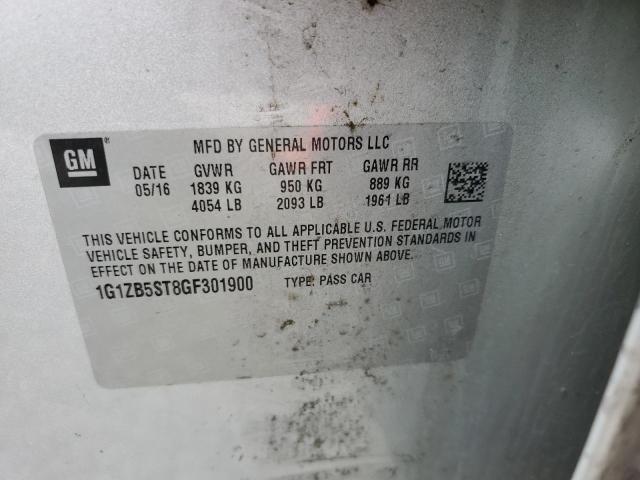 GM ®
MFD BY GENERAL MOTORS LLC
DATE GVWR GAWR FRT GAWR RR
05/16 1839 KG 950 KG 889 KG
4054 LB 2093 LB 1961 LB
THIS VEHICLE CONFORMS TO ALL APPLICABLE U.S. FEDERAL MOTOR
VEHICLE SAFETY, BUMPER, AND THEFT PREVENTION STANDARDS IN
EFFECT ON THE DATE OF MANUFACTURE SHOWN ABOVE.
1G1ZB5ST8GF301900 TYPE: PASS CAR